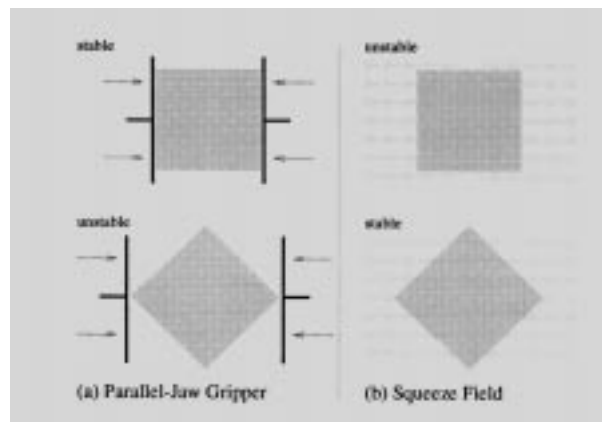 stable
unstable
unstable
stable
(a) Parallel-Jaw Gripper
(b) Squeeze Field